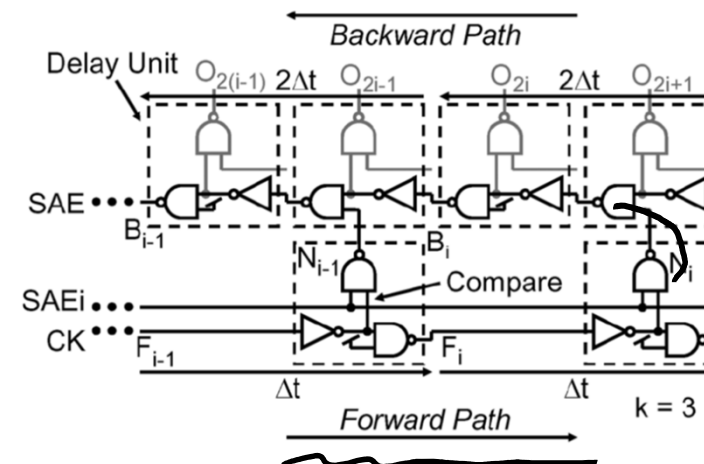 Backward Path
Delay Unit
O2(i-1) 2Δt O2i-1 O2i 2Δt O2i+1
SAE
Bi-1 Bi
Ni-1 Ni
Compare
SAEi
CK
Fi-1 Fi
Δt Δt
k = 3
Forward Path